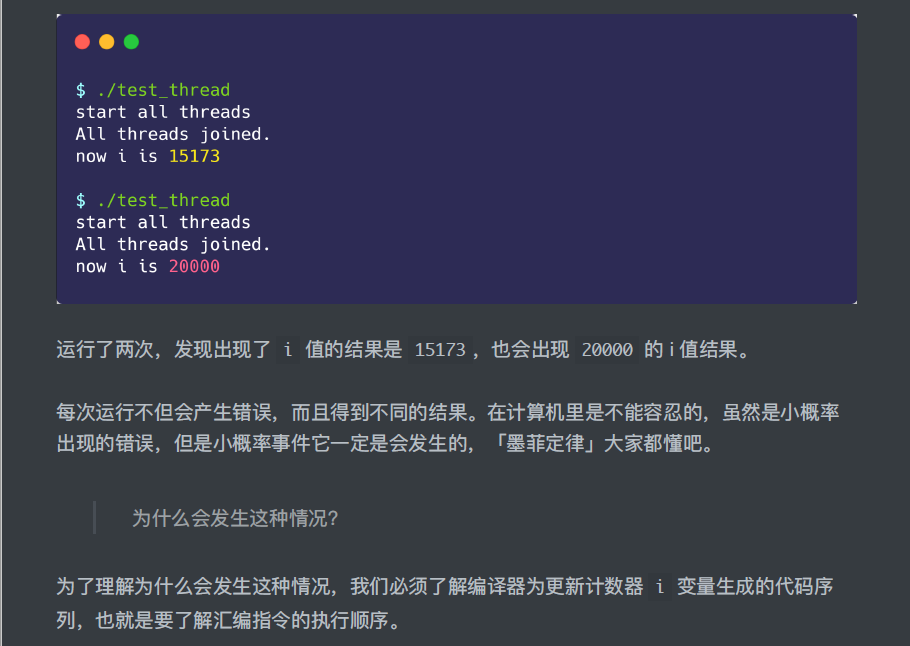 $ ./test_thread
start all threads
All threads joined.
now i is 15173
$ ./test_thread
start all threads
All threads joined.
now i is 20000
运行了两次，发现出现了 i 值的结果是 15173 ，也会出现 20000 的 i 值结果。
每次运行不但会产生错误，而且得到不同的结果。在计算机里是不能容忍的，虽然是小概率
出现的错误，但是小概率事件它一定是会发生的，「墨菲定律」大家都懂吧。
为什么会发生这种情况？
为了理解为什么会发生这种情况，我们必须了解编译器为更新计数器 i 变量生成的代码序
列，也就是要了解汇编指令的执行顺序。